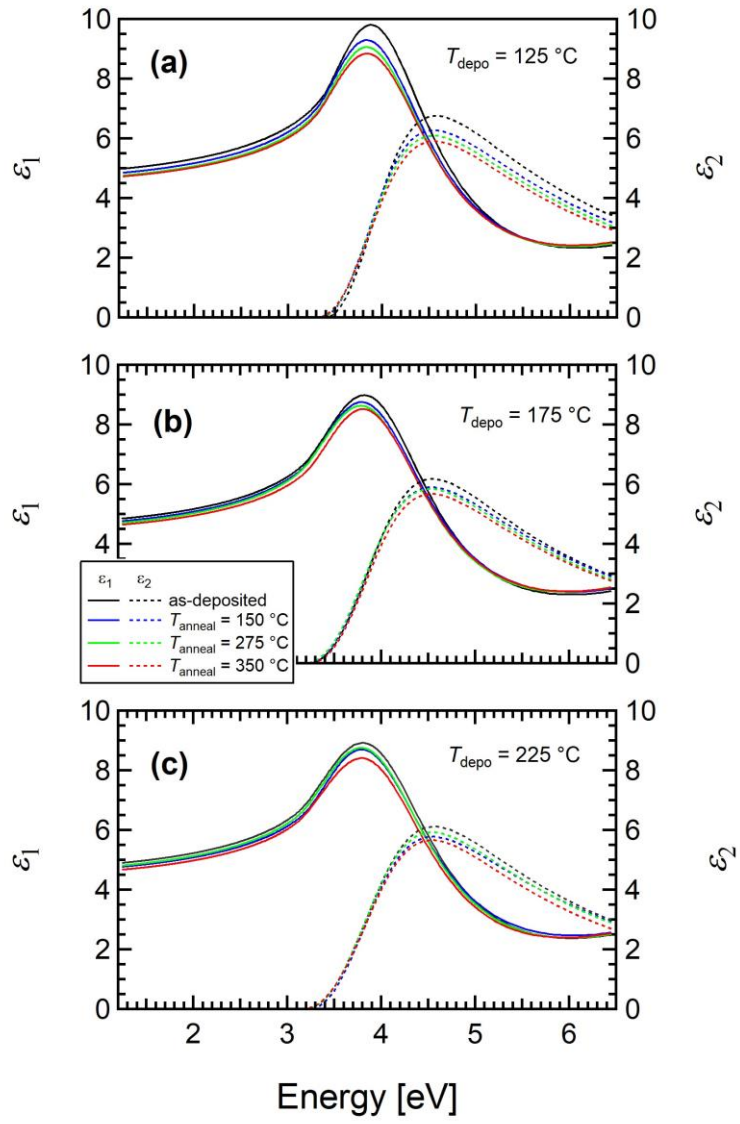 10
8
6
4
2
0
ε1
(a)
Tdepo = 125 °C
10
8
6
4
2
0
ε2
10
8
6
4
2
0
ε1
(b)
Tdepo = 175 °C
10
8
6
4
2
0
ε2
ε1 ε2
as-deposited
Tanneal = 150 °C
Tanneal = 275 °C
Tanneal = 350 °C
10
8
6
4
2
0
ε1
(c)
Tdepo = 225 °C
10
8
6
4
2
0
ε2
2 3 4 5 6
Energy [eV]